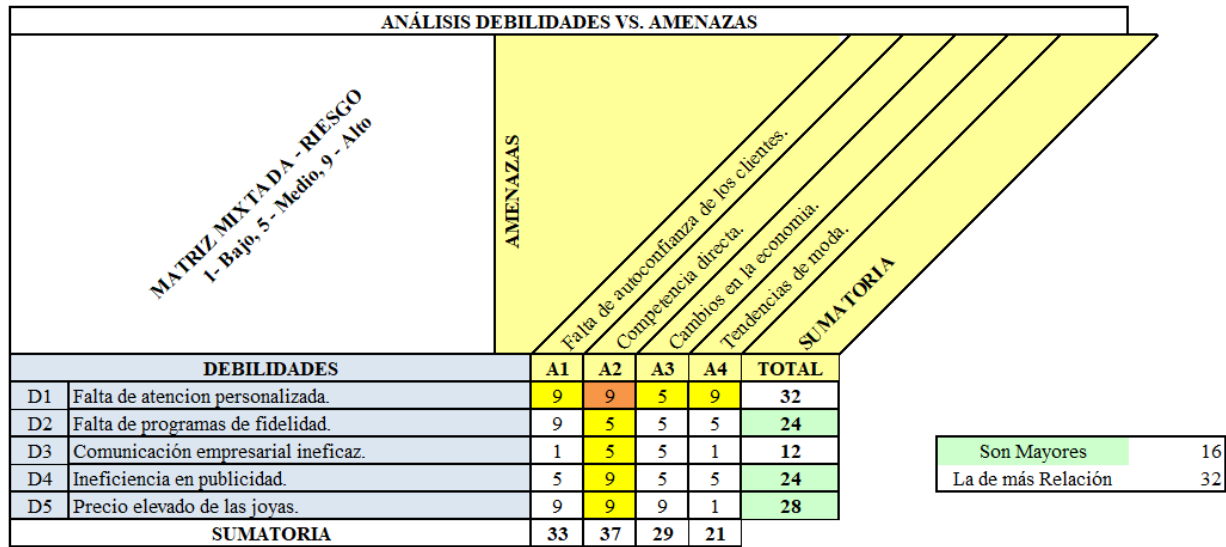 ANÁLISIS DEBILIDADES VS. AMENAZAS
MATRIZ MIXTADA - RIESGO
1- Bajo, 5 - Medio, 9 - Alto
AMENAZAS
Falta de autoconfianza de los clientes.
Competencia directa.
Cambios en la economia.
Tendencias de moda.
SUMATORIA
DEBILIDADES A1 A2 A3 A4 TOTAL
D1 Falta de atencion personalizada. 9 9 5 9 32
D2 Falta de programas de fidelidad. 9 5 5 5 24
D3 Comunicación empresarial ineficaz. 1 5 5 1 12
D4 Ineficiencia en publicidad. 5 9 5 5 24
D5 Precio elevado de las joyas. 9 9 9 1 28
SUMATORIA 33 37 29 21
Son Mayores 16
La de más Relación 32